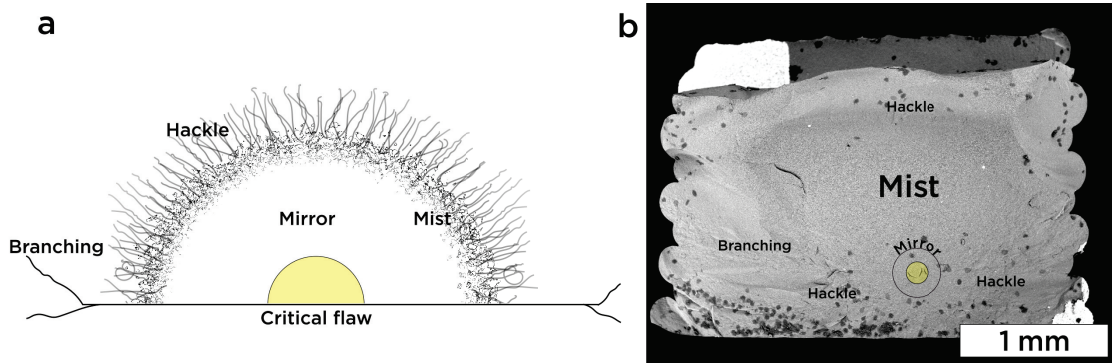 a
Hackle
Mirror
Mist
Branching
Critical flaw
b
Hackle
Mist
Branching
Mirror
Hackle
Hackle
1 mm